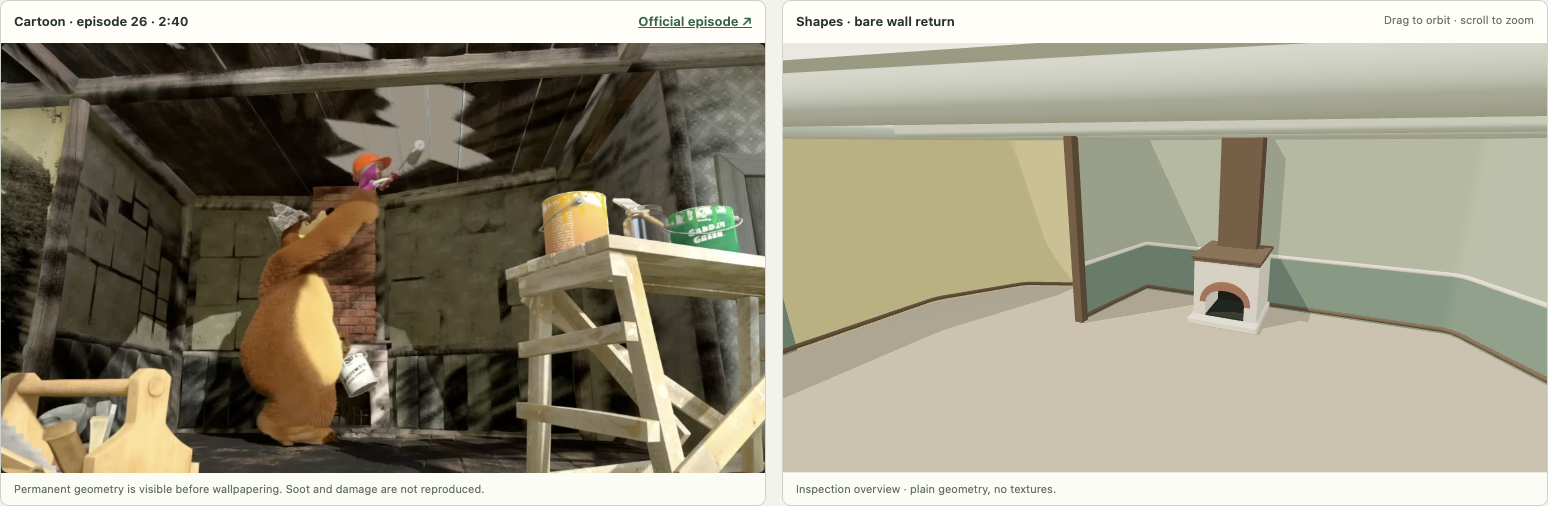 Cartoon · episode 26 · 2:40
Official episode ↗
GARDEN
GREEN
Permanent geometry is visible before wallpapering. Soot and damage are not reproduced.
Shapes · bare wall return
Drag to orbit · scroll to zoom
Inspection overview · plain geometry, no textures.